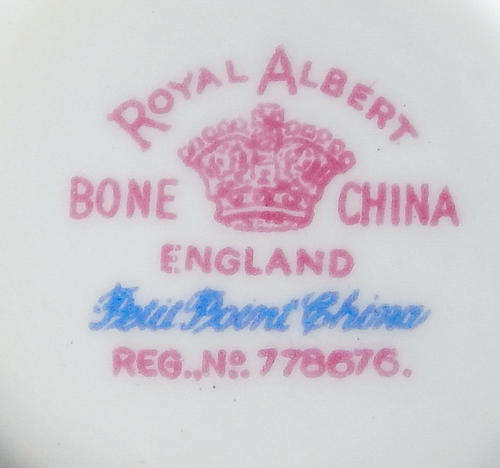 ROYAL ALBERT
BONE CHINA
ENGLAND
Petit Point China
REG., No. 778676.